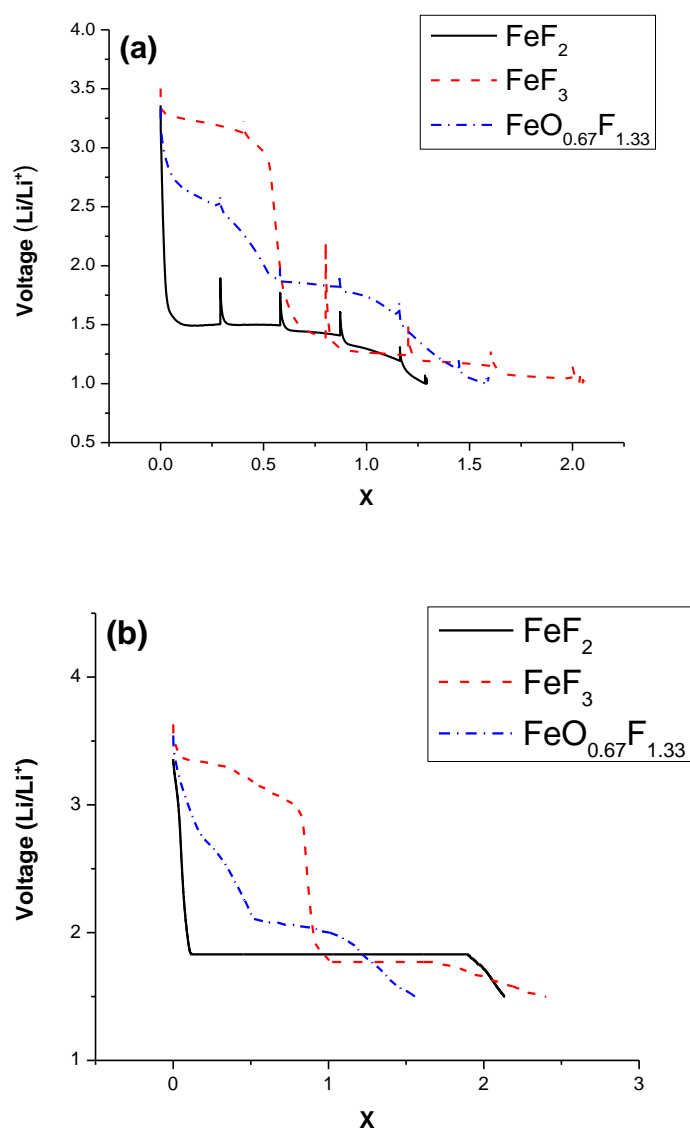 (a)
FeF2
FeF3
FeO0.67F1.33
4.0
3.5
3.0
2.5
2.0
1.5
1.0
0.5
Voltage (Li/Li+)
0.0 0.5 1.0 1.5 2.0
X
(b)
FeF2
FeF3
FeO0.67F1.33
4
3
2
1
Voltage (Li/Li+)
0 1 2 3
X